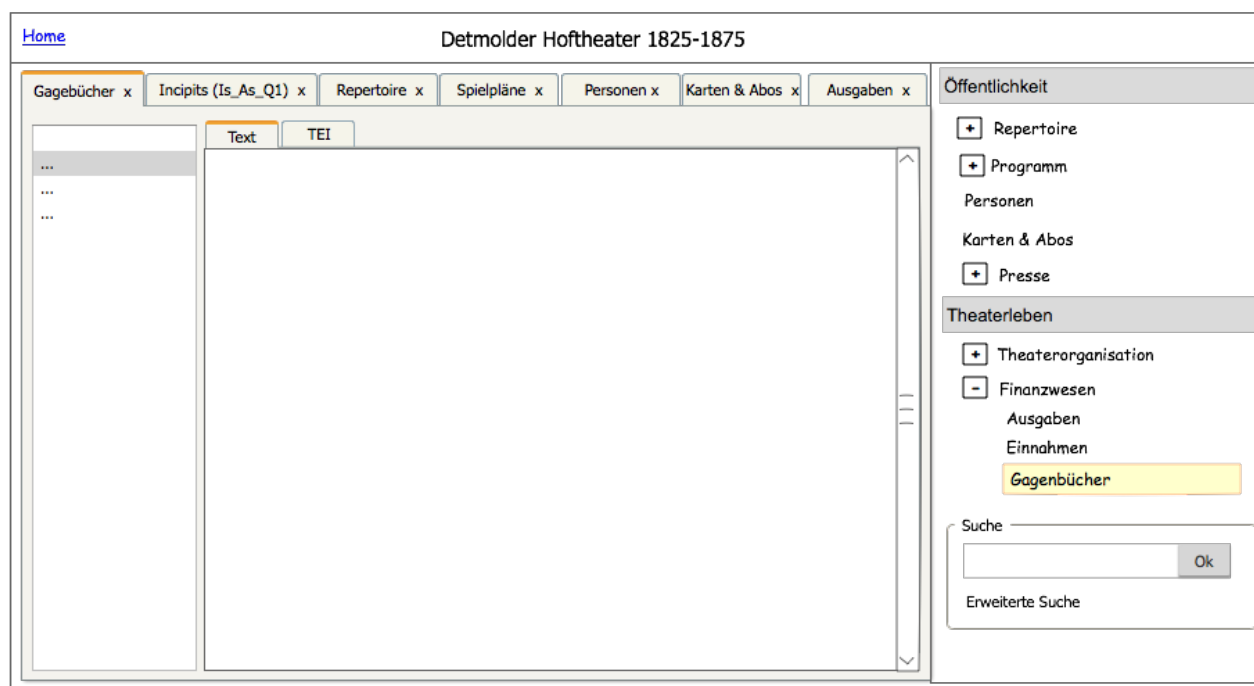 Home
Detmolder Hoftheater 1825-1875
Gagebücher x
Incipits (Is_As_Q1) x
Repertoire x
Spielpläne x
Personen x
Karten & Abos x
Ausgaben x
...
...
...
Text
TEI
Öffentlichkeit
+ Repertoire
+ Programm
Personen
Karten & Abos
+ Presse
Theaterleben
+ Theaterorganisation
- Finanzwesen
Ausgaben
Einnahmen
Gagenbücher
Suche
Ok
Erweiterte Suche